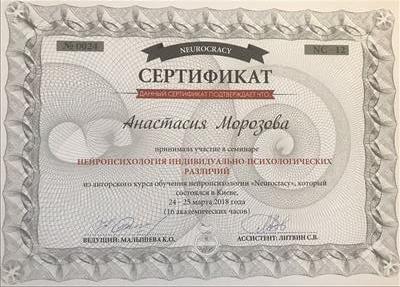 № 0024
NEUROCRACY
NC - 12
СЕРТИФИКАТ
ДАННЫЙ СЕРТИФИКАТ ПОДТВЕРЖДАЕТ ЧТО
Анастасия Морозова
принимала участие в семинаре
НЕЙРОПСИХОЛОГИЯ ИНДИВИДУАЛЬНО-ПСИХОЛОГИЧЕСКИХ
РАЗЛИЧИЙ
из авторского курса обучения нейропсихологии «Neurocracy», который
состоялся в Киеве,
24 - 25 марта 2018 года
(16 академических часов)
ВЕДУЩИЙ: МАЛЫШЕВА К.О.
АССИСТЕНТ: ЛИТВИН С.В.